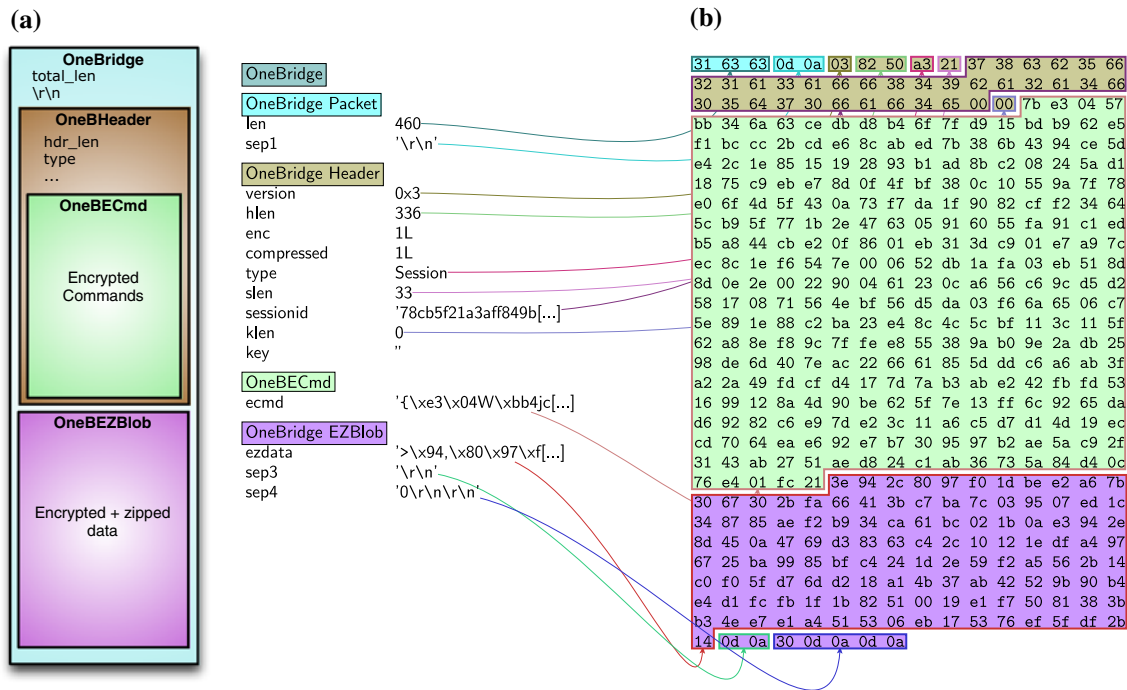 (a)
OneBridge
total_len
\r\n
OneBHeader
hdr_len
type
...
OneBECmd
Encrypted
Commands
OneBEZBlob
Encrypted + zipped
data
OneBridge
OneBridge Packet
len 460
sep1 '\r\n'
OneBridge Header
version 0x3
hlen 336
enc 1L
compressed 1L
type Session
slen 33
sessionid '78cb5f21a3aff849b[...]
klen 0
key ''
OneBECmd
ecmd '{\xe3\x04W\xbb4jc[...]
OneBridge EZBlob
ezdata '>\x94,\x80\x97\xf[...]
sep3 '\r\n'
sep4 '0\r\n\r\n'
(b)
31 63 63 0d 0a 03 82 50 a3 21 37 38 63 62 35 66
32 31 61 33 61 66 66 38 34 39 62 61 32 61 34 66
30 35 64 37 30 66 61 66 34 65 00 00 7b e3 04 57
bb 34 6a 63 ce db d8 b4 6f 7f d9 15 bd b9 62 e5
f1 bc cc 2b cd e6 8c ab ed 7b 38 6b 43 94 ce 5d
e4 2c 1e 85 15 19 28 93 b1 ad 8b c2 08 24 5a d1
18 75 c9 eb e7 8d 0f 4f bf 38 0c 10 55 9a 7f 78
e0 6f 4d 5f 43 0a 73 f7 da 1f 90 82 cf f2 34 64
5c b9 5f 77 1b 2e 47 63 05 91 60 55 fa 91 c1 ed
b5 a8 44 cb e2 0f 86 01 eb 31 3d c9 01 e7 a9 7c
ec 8c 1e f6 54 7e 00 06 52 db 1a fa 03 eb 51 8d
8d 0e 2e 00 22 90 04 61 23 0c a6 56 c6 9c d5 d2
58 17 08 71 56 4e bf 56 d5 da 03 f6 6a 65 06 c7
5e 89 1e 88 c2 ba 23 e4 8c 4c 5c bf 11 3c 11 5f
62 a8 8e f8 9c 7f fe e8 55 38 9a b0 9e 2a db 25
98 de 6d 40 7e ac 22 66 61 85 5d dd c6 a6 ab 3f
a2 2a 49 fd cf d4 17 7d 7a b3 ab e2 42 fb fd 53
16 99 12 8a 4d 90 be 62 5f 7e 13 ff 6c 92 65 da
d6 92 82 c6 e9 7d e2 3c 11 a6 c5 d7 d1 4d 19 ec
cd 70 64 ea e6 92 e7 b7 30 95 97 b2 ae 5a c9 2f
31 43 ab 27 51 ae d8 24 c1 ab 36 73 5a 84 d4 0c
76 e4 01 fc 21 3e 94 2c 80 97 f0 1d be e2 a6 7b
30 67 30 2b fa 66 41 3b c7 ba 7c 03 95 07 ed 1c
34 87 85 ae f2 b9 34 ca 61 bc 02 1b 0a e3 94 2e
8d 45 0a 47 69 d3 83 63 c4 2c 10 12 1e df a4 97
67 25 ba 99 85 bf c4 24 1d 2e 59 f2 a5 56 2b 14
c0 f0 5f d7 6d d2 18 a1 4b 37 ab 42 52 9b 90 b4
e4 d1 fc fb 1f 1b 82 51 00 19 e1 f7 50 81 38 3b
b3 4e e7 e1 a4 51 53 06 eb 17 53 76 ef 5f df 2b
14 0d 0a 30 0d 0a 0d 0a